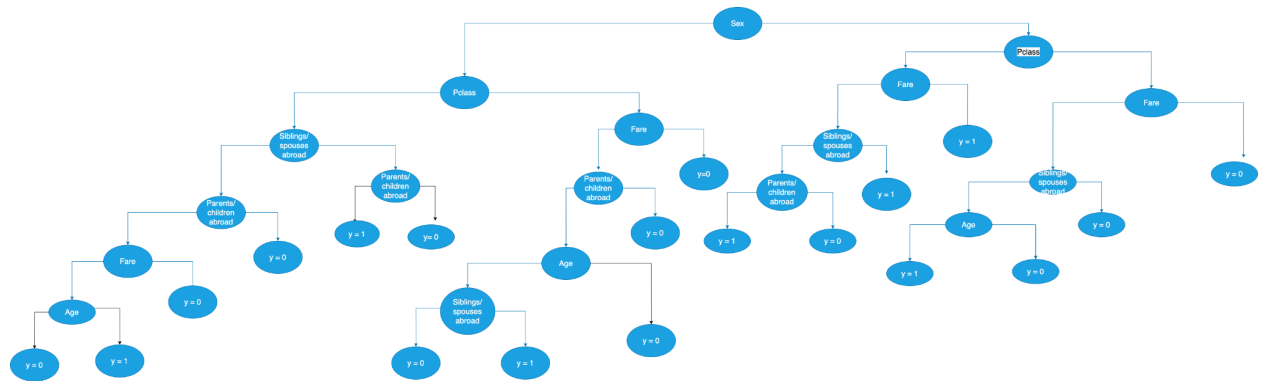 Sex
Pclass
Fare
Pclass
Fare
Fare
y = 1
Siblings/
spouses
abroad
Siblings/
spouses
abroad
y=0
y = 0
Parents/
children
abroad
Parents/
children
abroad
Parents/
children
abroad
y = 1
Siblings/
spouses
abroad
Parents/
children
abroad
y = 1
y= 0
y = 0
y = 1
y = 0
Age
y = 0
y = 0
Fare
Age
y = 1
y = 0
y = 0
Age
Siblings/
spouses
abroad
y = 0
y = 0
y = 1
y = 0
y = 1